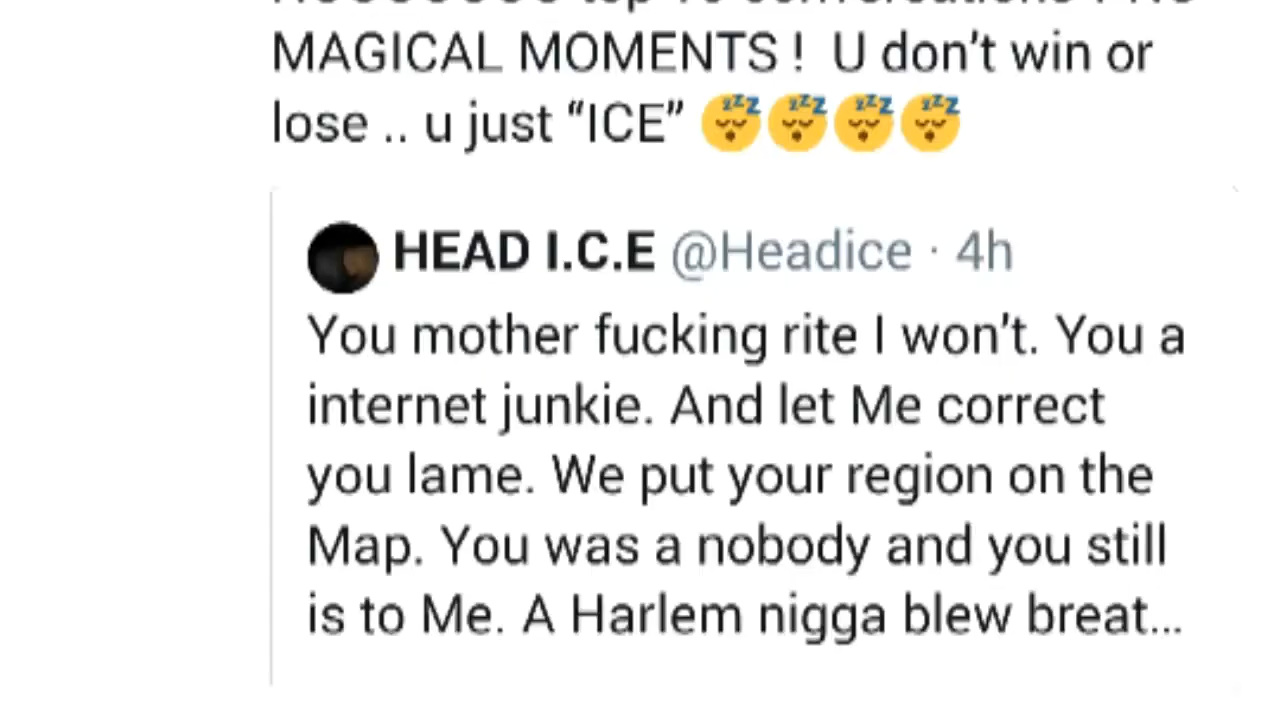 MAGICAL MOMENTS ! U don't win or
lose .. u just “ICE” 😴😴😴😴
HEAD I.C.E @Headice · 4h
You mother fucking rite I won't. You a
internet junkie. And let Me correct
you lame. We put your region on the
Map. You was a nobody and you still
is to Me. A Harlem nigga blew breat...